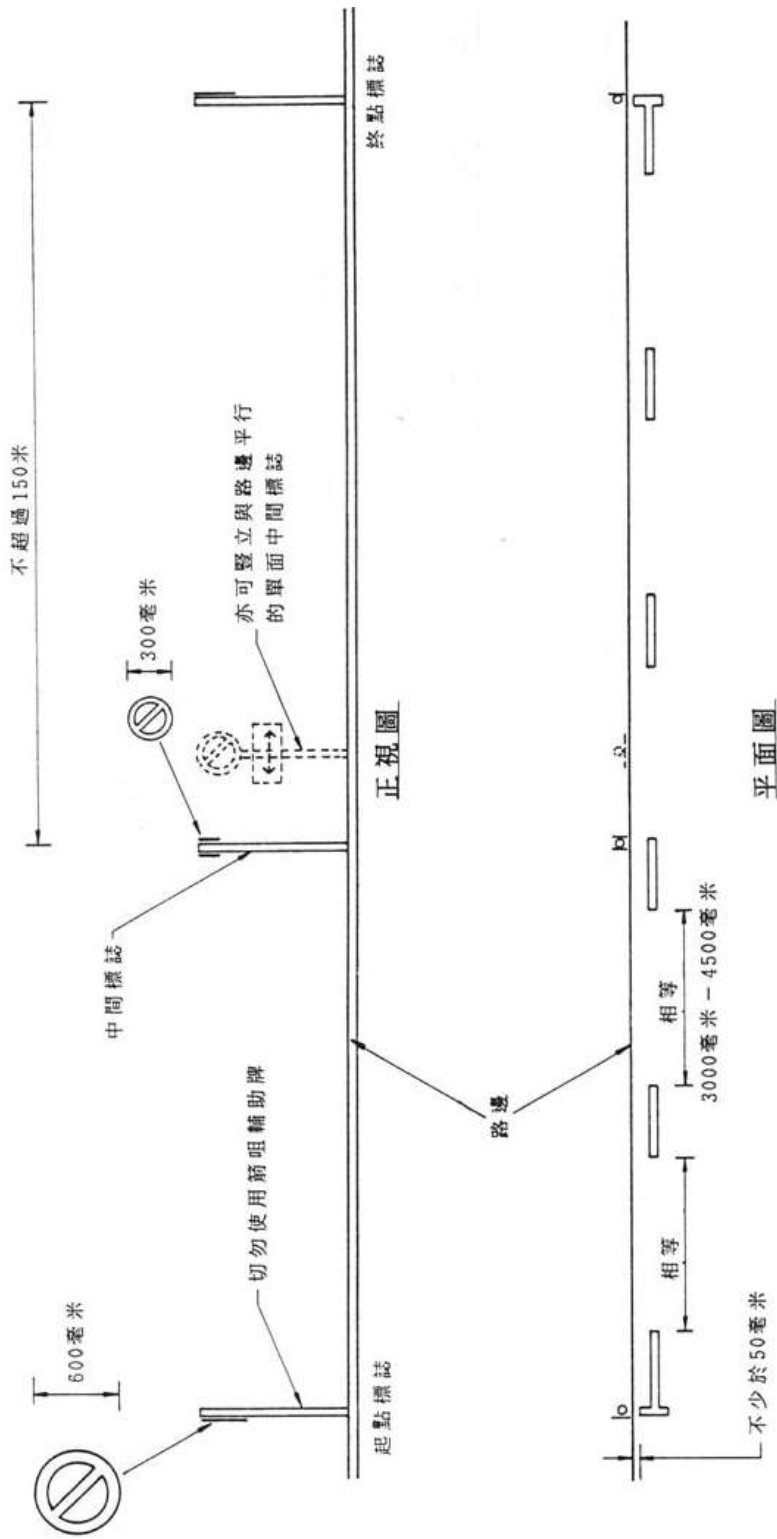 不超過150米
600毫米
300毫米
中間標誌
切勿使用箭咀輔助牌
亦可豎立與路邊平行
的單面中間標誌
起點標誌
終點標誌
正視圖
路邊
相等
相等
3000毫米－4500毫米
不少於50毫米
平面圖